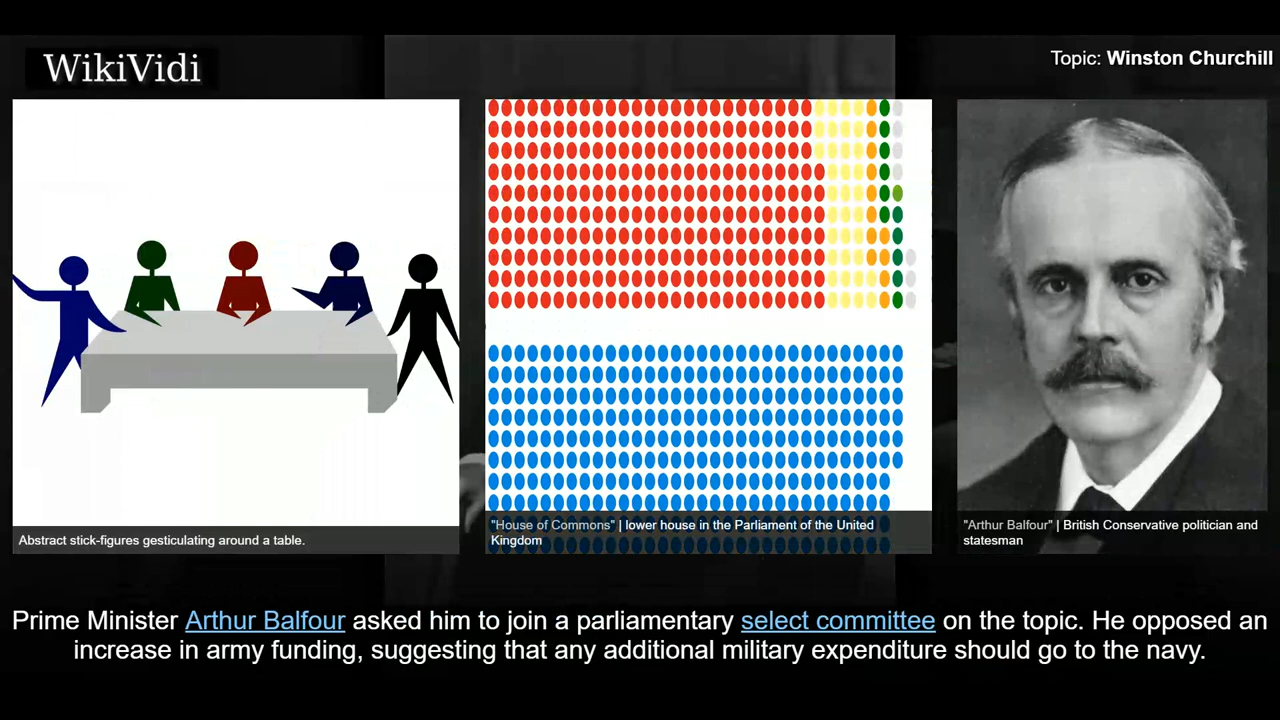 WikiVidi
Topic: Winston Churchill
Abstract stick-figures gesticulating around a table.
"House of Commons" | lower house in the Parliament of the United
Kingdom
"Arthur Balfour" | British Conservative politician and
statesman
Prime Minister Arthur Balfour asked him to join a parliamentary select committee on the topic. He opposed an
increase in army funding, suggesting that any additional military expenditure should go to the navy.